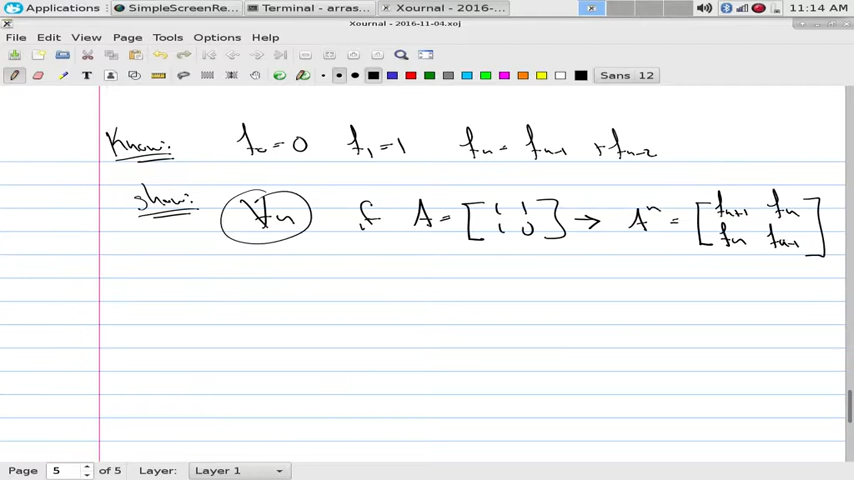 Applications SimpleScreenRe... Terminal - arras... Xournal - 2016-... 11:14 AM
Xournal - 2016-11-04.xoj
File Edit View Page Tools Options Help
Sans 12
Know: f₀ = 0 f₁ = 1 fₙ = fₙ₋₁ + fₙ₋₂
Show: ∀n if A = [1 1; 1 0] → Aⁿ = [fₙ₊₁ fₙ; fₙ fₙ₋₁]
Page 5 of 5 Layer: Layer 1